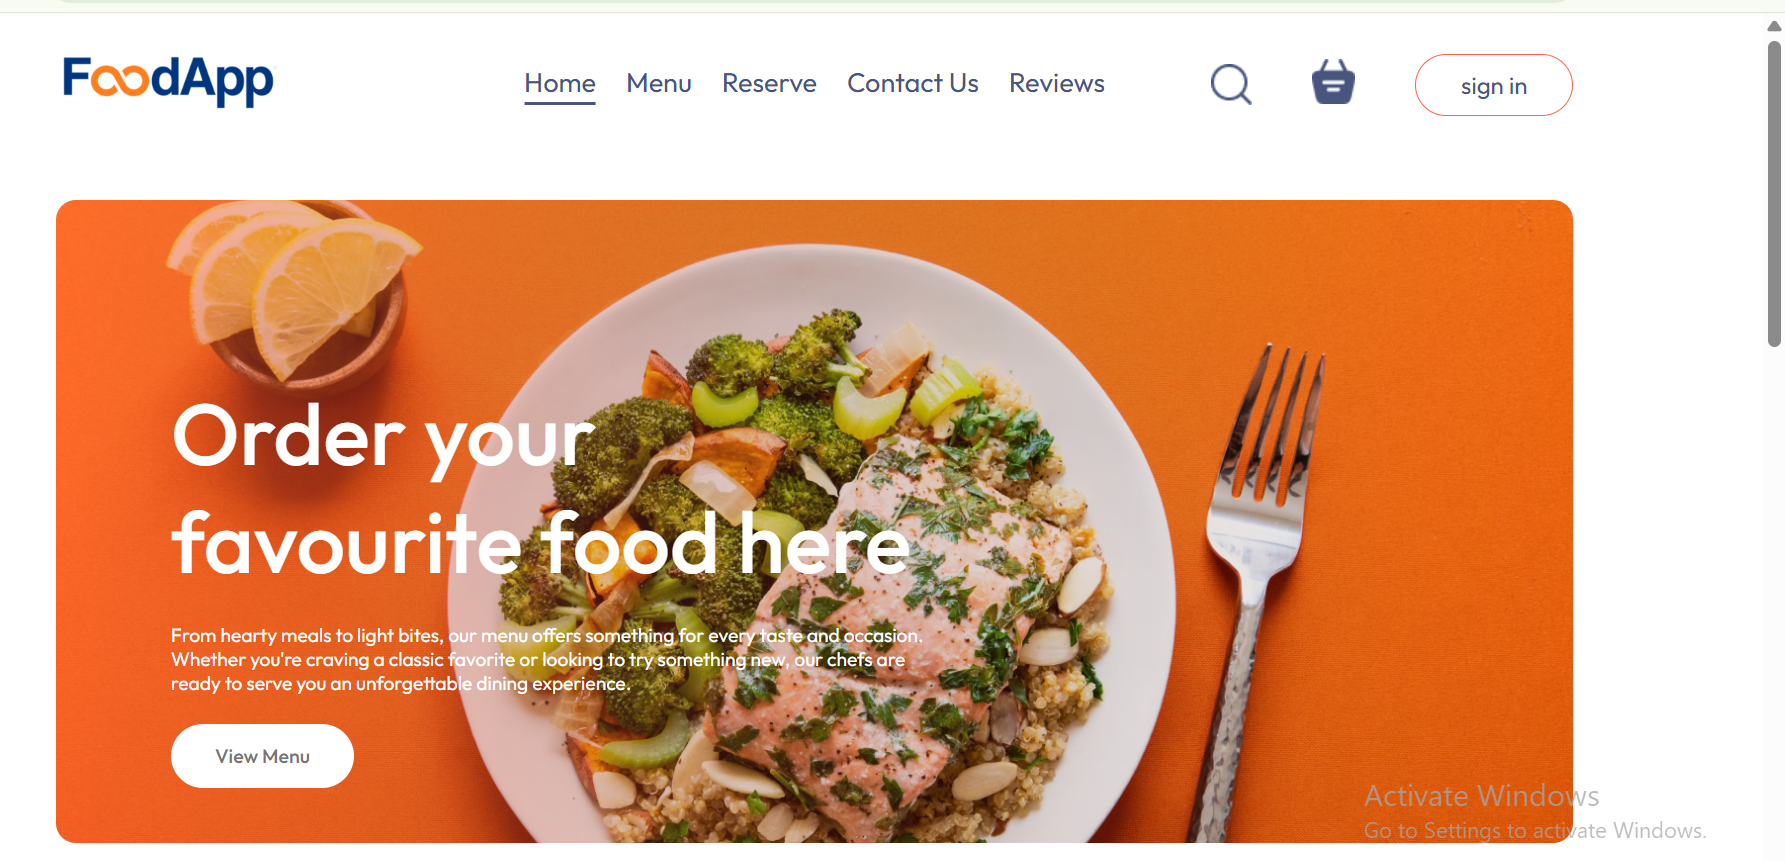 FoodApp
Home Menu Reserve Contact Us Reviews sign in
Order your
favourite food here
From hearty meals to light bites, our menu offers something for every taste and occasion.
Whether you're craving a classic favorite or looking to try something new, our chefs are
ready to serve you an unforgettable dining experience.
View Menu
Activate Windows
Go to Settings to activate Windows.